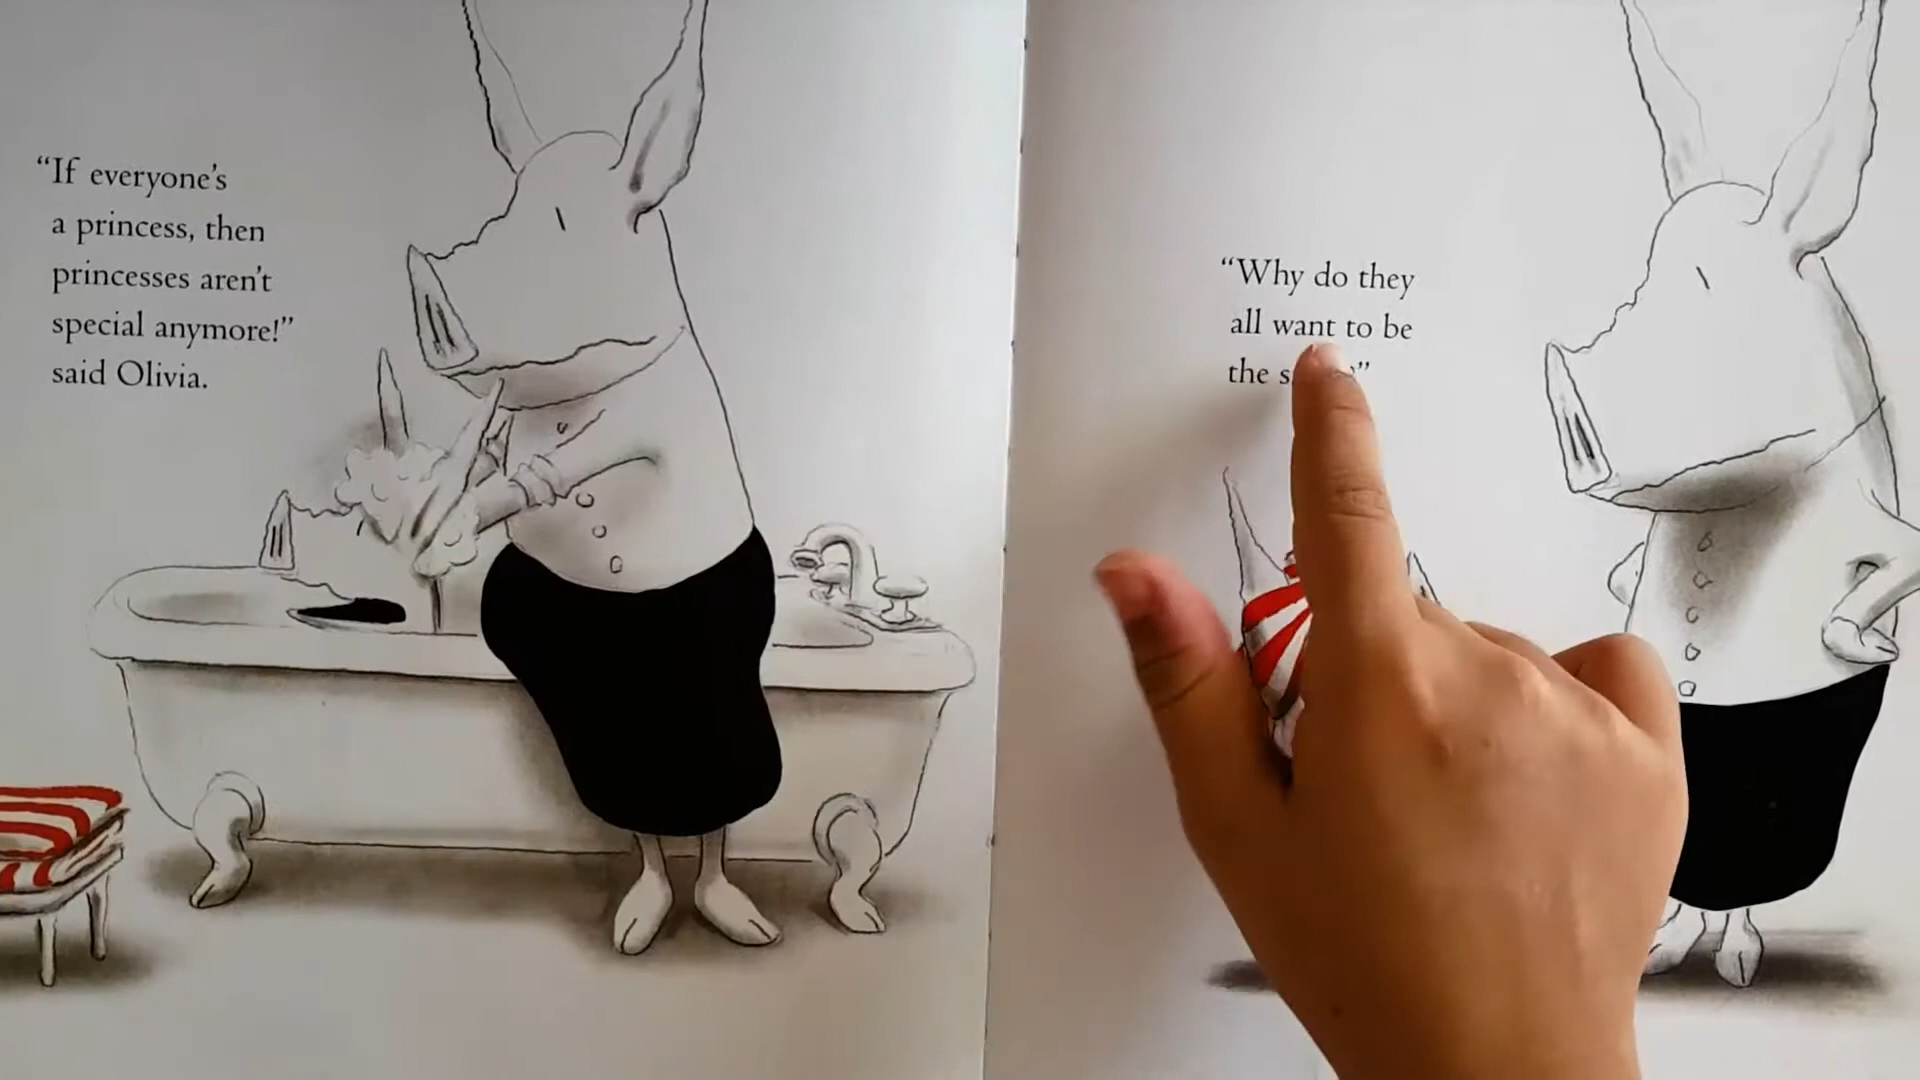 “If everyone’s
a princess, then
princesses aren’t
special anymore!”
said Olivia.
“Why do they
all want to be
the